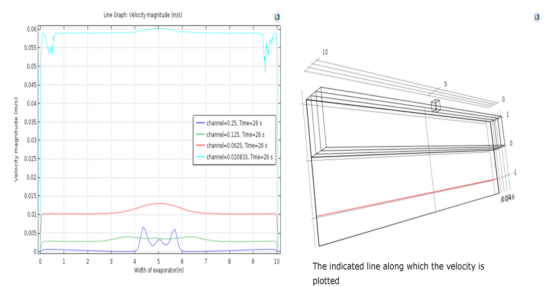 Line Graph: Velocity magnitude (m/s)
0.06
0.055
0.05
0.045
0.04
0.035
0.03
0.025
0.02
0.015
0.01
0.005
0
Velocity magnitude (m/s)
channel=0.25, Time=26 s
channel=0.125, Time=26 s
channel=0.0625, Time=26 s
channel=0.020833, Time=26 s
0 1 2 3 4 5 6 7 8 9 10
Width of evaporator(in)
10
5
0
1
0
-1
The indicated line along which the velocity is
plotted